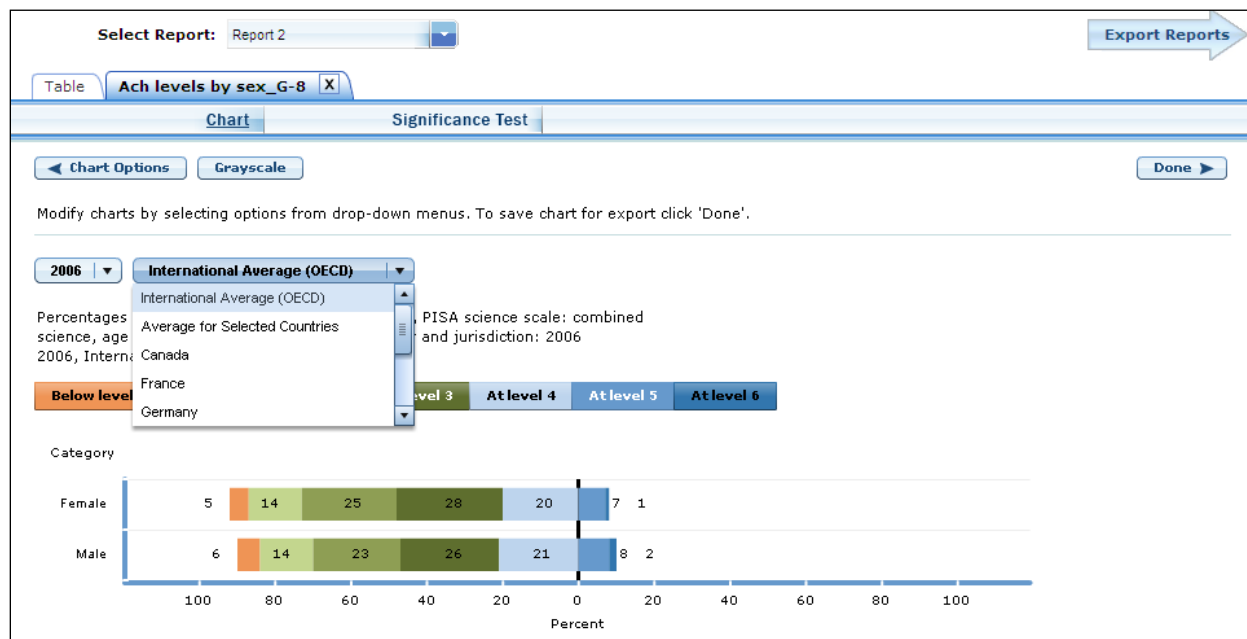 Select Report: Report 2 Export Reports
Table Ach levels by sex_G-8 X
Chart Significance Test
Chart Options Grayscale Done
Modify charts by selecting options from drop-down menus. To save chart for export click 'Done'.
2006 International Average (OECD)
International Average (OECD)
Average for Selected Countries
Canada
France
Germany
Percentages , PISA science scale: combined
science, age r and jurisdiction: 2006
2006, Interna
Below level evel 3 At level 4 At level 5 At level 6
Category
Female 5 14 25 28 20 7 1
Male 6 14 23 26 21 8 2
100 80 60 40 20 0 20 40 60 80 100
Percent